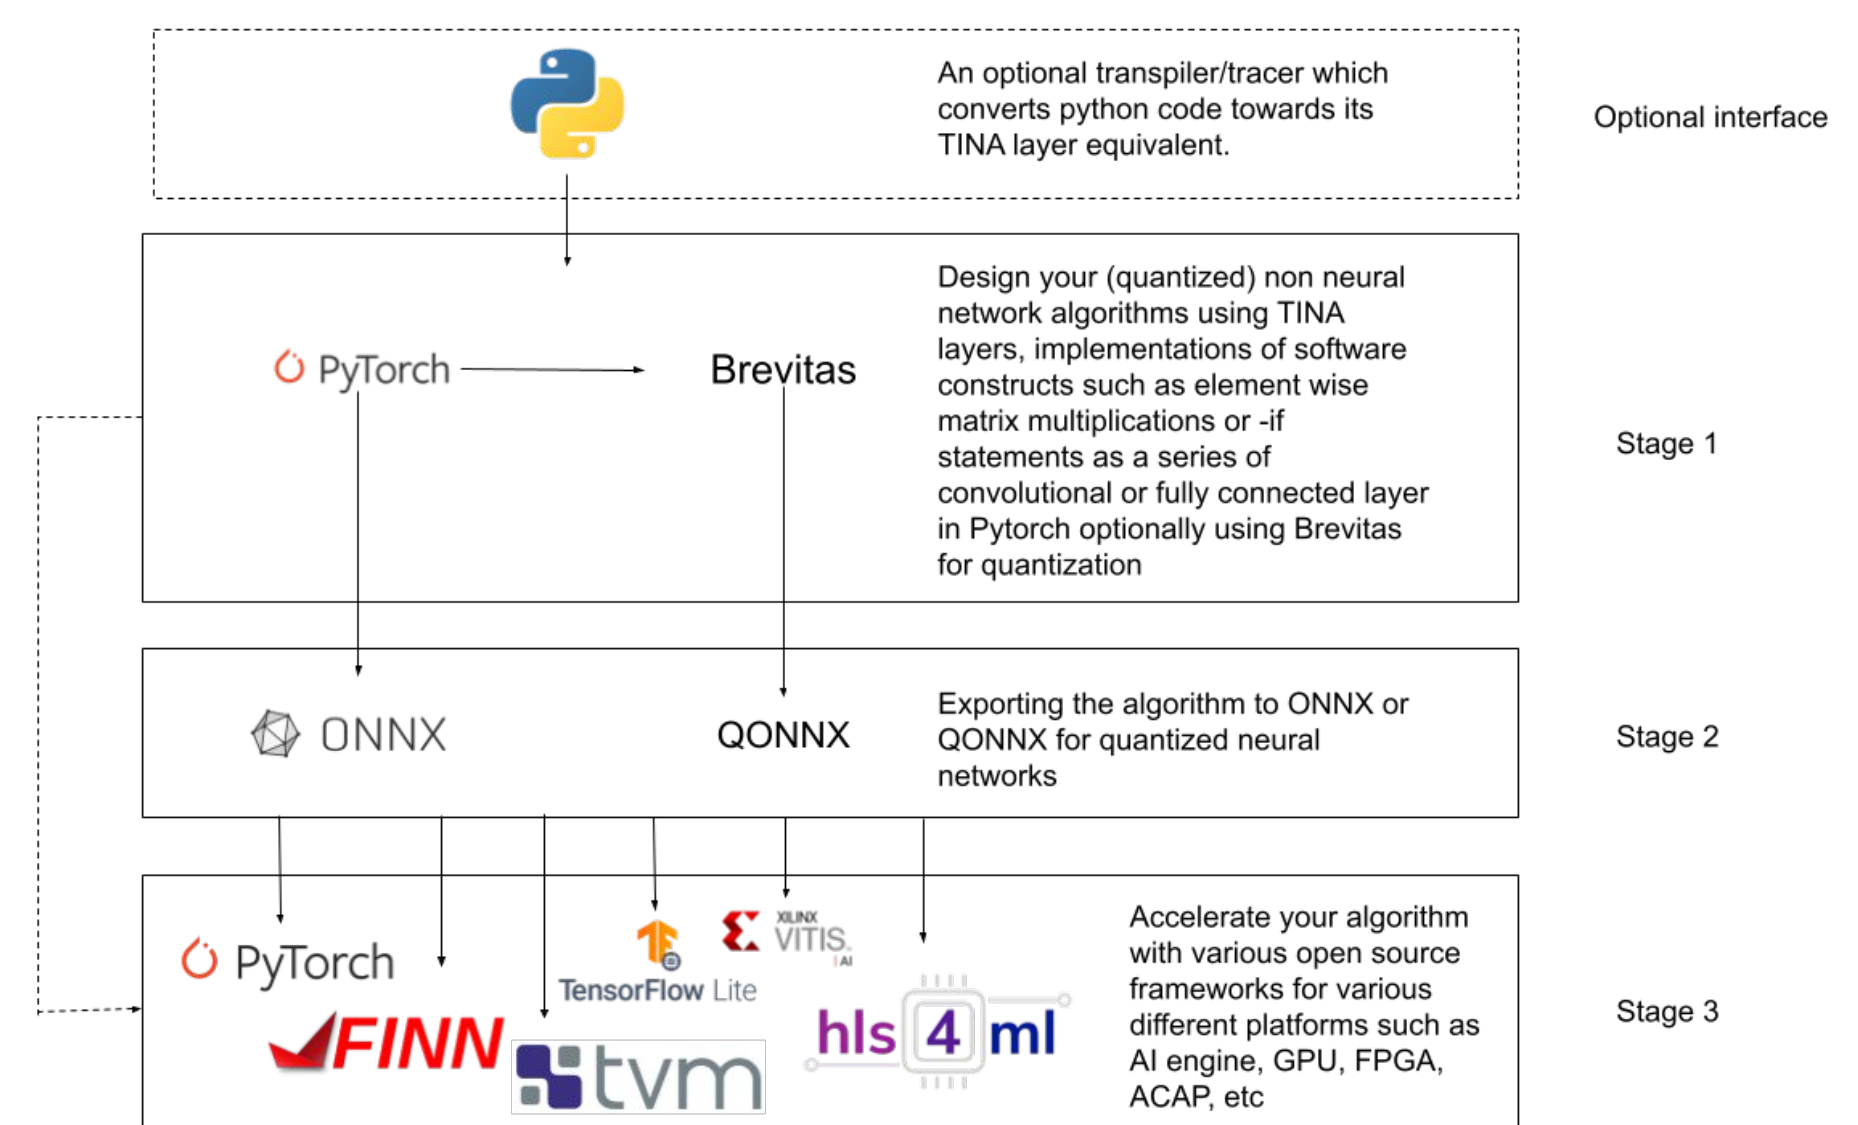 An optional transpiler/tracer which
converts python code towards its
TINA layer equivalent.
Optional interface
Design your (quantized) non neural
network algorithms using TINA
layers, implementations of software
constructs such as element wise
matrix multiplications or -if
statements as a series of
convolutional or fully connected layer
in Pytorch optionally using Brevitas
for quantization
PyTorch
Brevitas
Stage 1
ONNX
QONNX
Exporting the algorithm to ONNX or
QONNX for quantized neural
networks
Stage 2
PyTorch
FINN
tvm
TensorFlow Lite
XILINX
VITIS
AI
hls 4 ml
Accelerate your algorithm
with various open source
frameworks for various
different platforms such as
AI engine, GPU, FPGA,
ACAP, etc
Stage 3